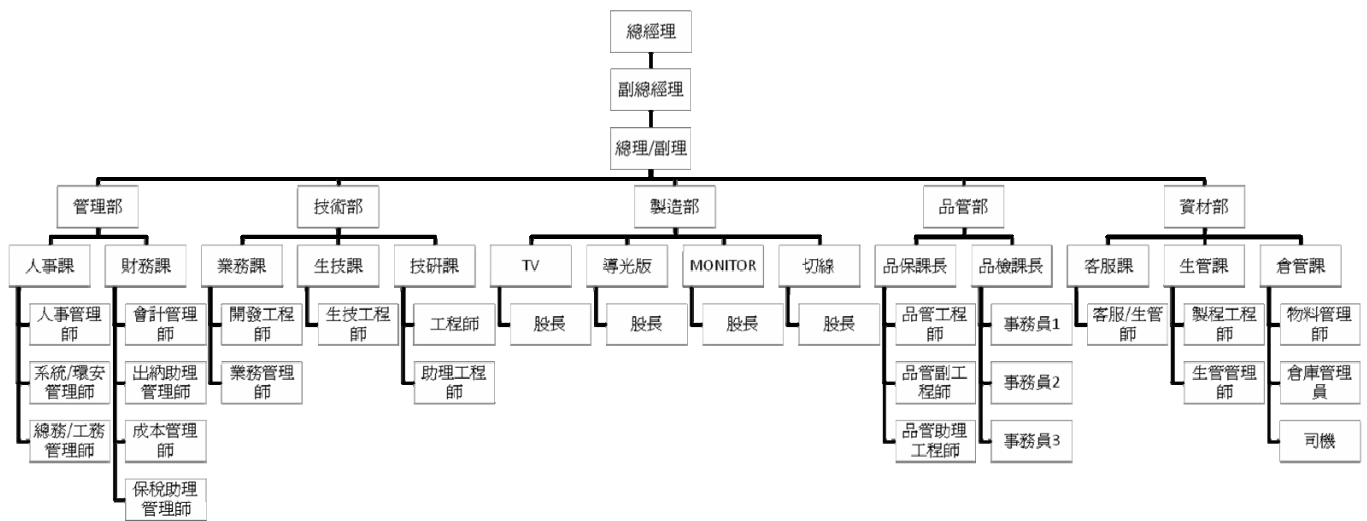 總經理
副總經理
總理/副理
管理部
技術部
製造部
品管部
資材部
人事課
財務課
業務課
生技課
技研課
TV
導光版
MONITOR
切線
品保課長
品檢課長
客服課
生管課
倉管課
人事管理
師
會計管理
師
開發工程
師
生技工程
師
工程師
股長
股長
股長
股長
品管工程
師
事務員1
客服/生管
師
製程工程
師
物料管理
師
系統/環安
管理師
出納助理
管理師
業務管理
師
助理工程
師
品管副工
程師
事務員2
生管管理
師
倉庫管理
員
總務/工務
管理師
成本管理
師
品管助理
工程師
事務員3
司機
保稅助理
管理師